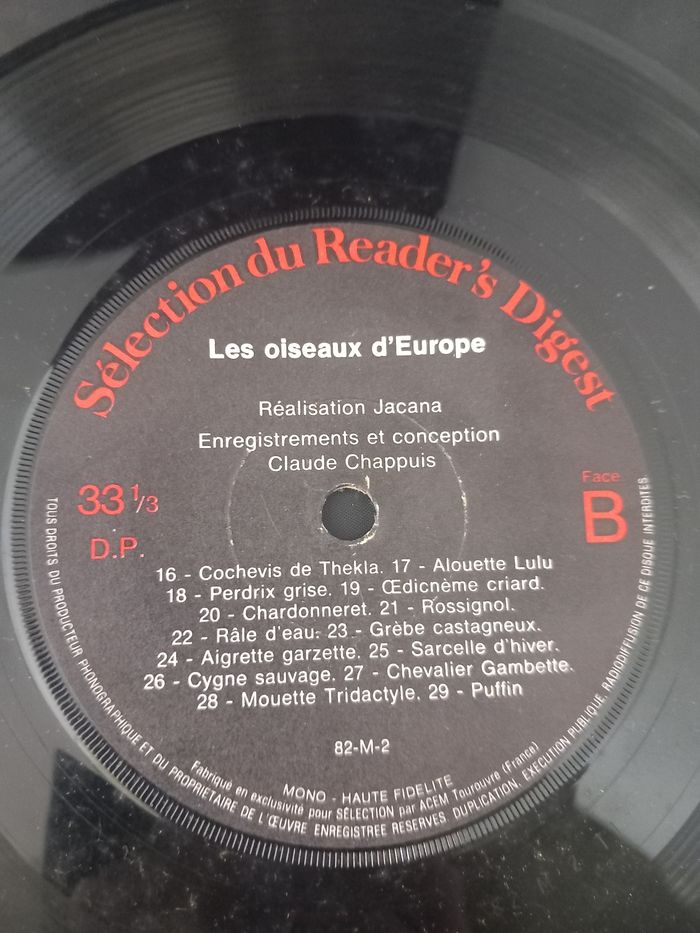 Sélection du Reader's Digest
Les oiseaux d'Europe
Réalisation Jacana
Enregistrements et conception
Claude Chappuis
33 1/3
D.P.
Face
B
16 - Cochevis de Thekla. 17 - Alouette Lulu
18 - Perdrix grise. 19 - Œdicnème criard.
20 - Chardonneret. 21 - Rossignol.
22 - Râle d'eau. 23 - Grèbe castagneux.
24 - Aigrette garzette. 25 - Sarcelle d'hiver.
26 - Cygne sauvage. 27 - Chevalier Gambette.
28 - Mouette Tridactyle. 29 - Puffin
82-M-2
MONO - HAUTE FIDELITE
Fabriqué en exclusivité pour SÉLECTION par ACEM Tourouvre (France)
TOUS DROITS DU PRODUCTEUR PHONOGRAPHIQUE ET DU PROPRIETAIRE DE L'ŒUVRE ENREGISTREE RESERVES. DUPLICATION, EXECUTION PUBLIQUE, RADIODIFFUSION DE CE DISQUE INTERDITES.